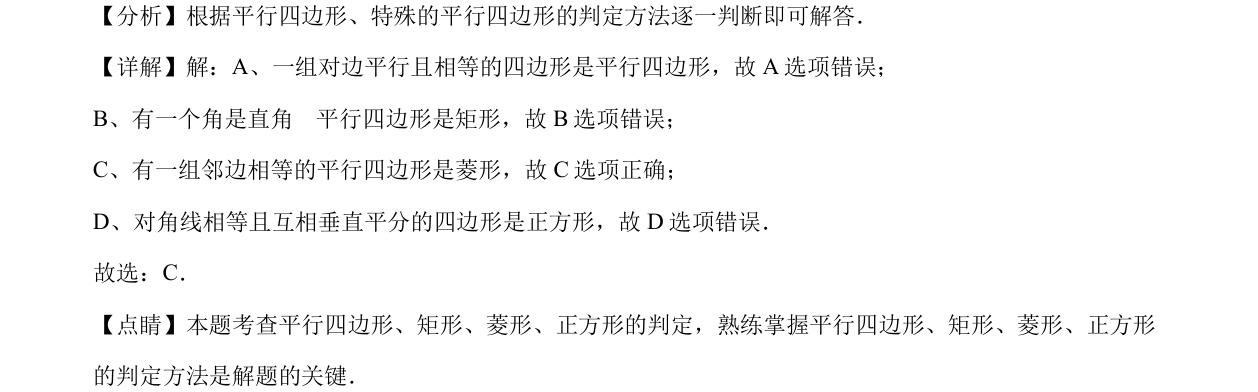 【分析】根据平行四边形、特殊的平行四边形的判定方法逐一判断即可解答．
【详解】解：A、一组对边平行且相等的四边形是平行四边形，故 A 选项错误；
B、有一个角是直角　平行四边形是矩形，故 B 选项错误；
C、有一组邻边相等的平行四边形是菱形，故 C 选项正确；
D、对角线相等且互相垂直平分的四边形是正方形，故 D 选项错误．
故选：C．
【点睛】本题考查平行四边形、矩形、菱形、正方形的判定，熟练掌握平行四边形、矩形、菱形、正方形
的判定方法是解题的关键．